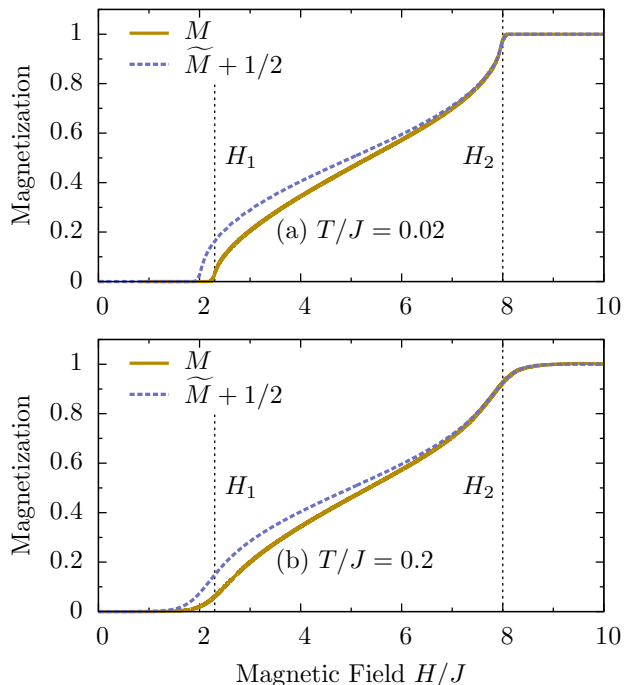 M
M̃ + 1/2
1
0.8
0.6
0.4
0.2
0
Magnetization
H₁
H₂
(a) T/J = 0.02
0 2 4 6 8 10
M
M̃ + 1/2
1
0.8
0.6
0.4
0.2
0
Magnetization
H₁
H₂
(b) T/J = 0.2
0 2 4 6 8 10
Magnetic Field H/J